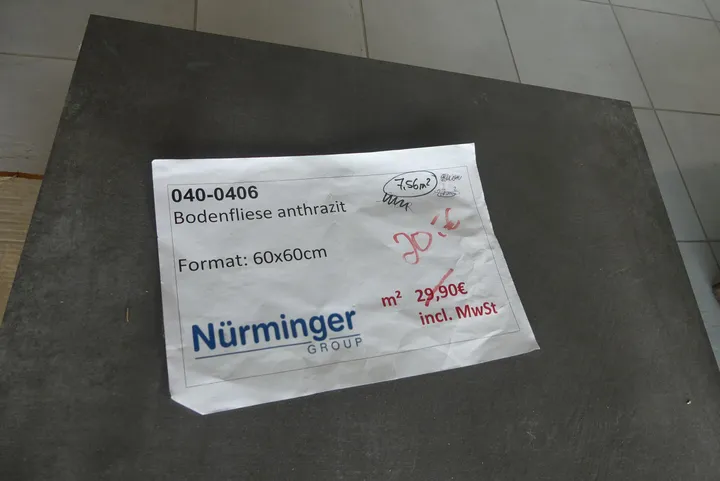 040-0406
Bodenfliese anthrazit
7,56m²
Format: 60x60cm
20.-€
m² 29,90€
incl. MwSt
Nürminger
GROUP